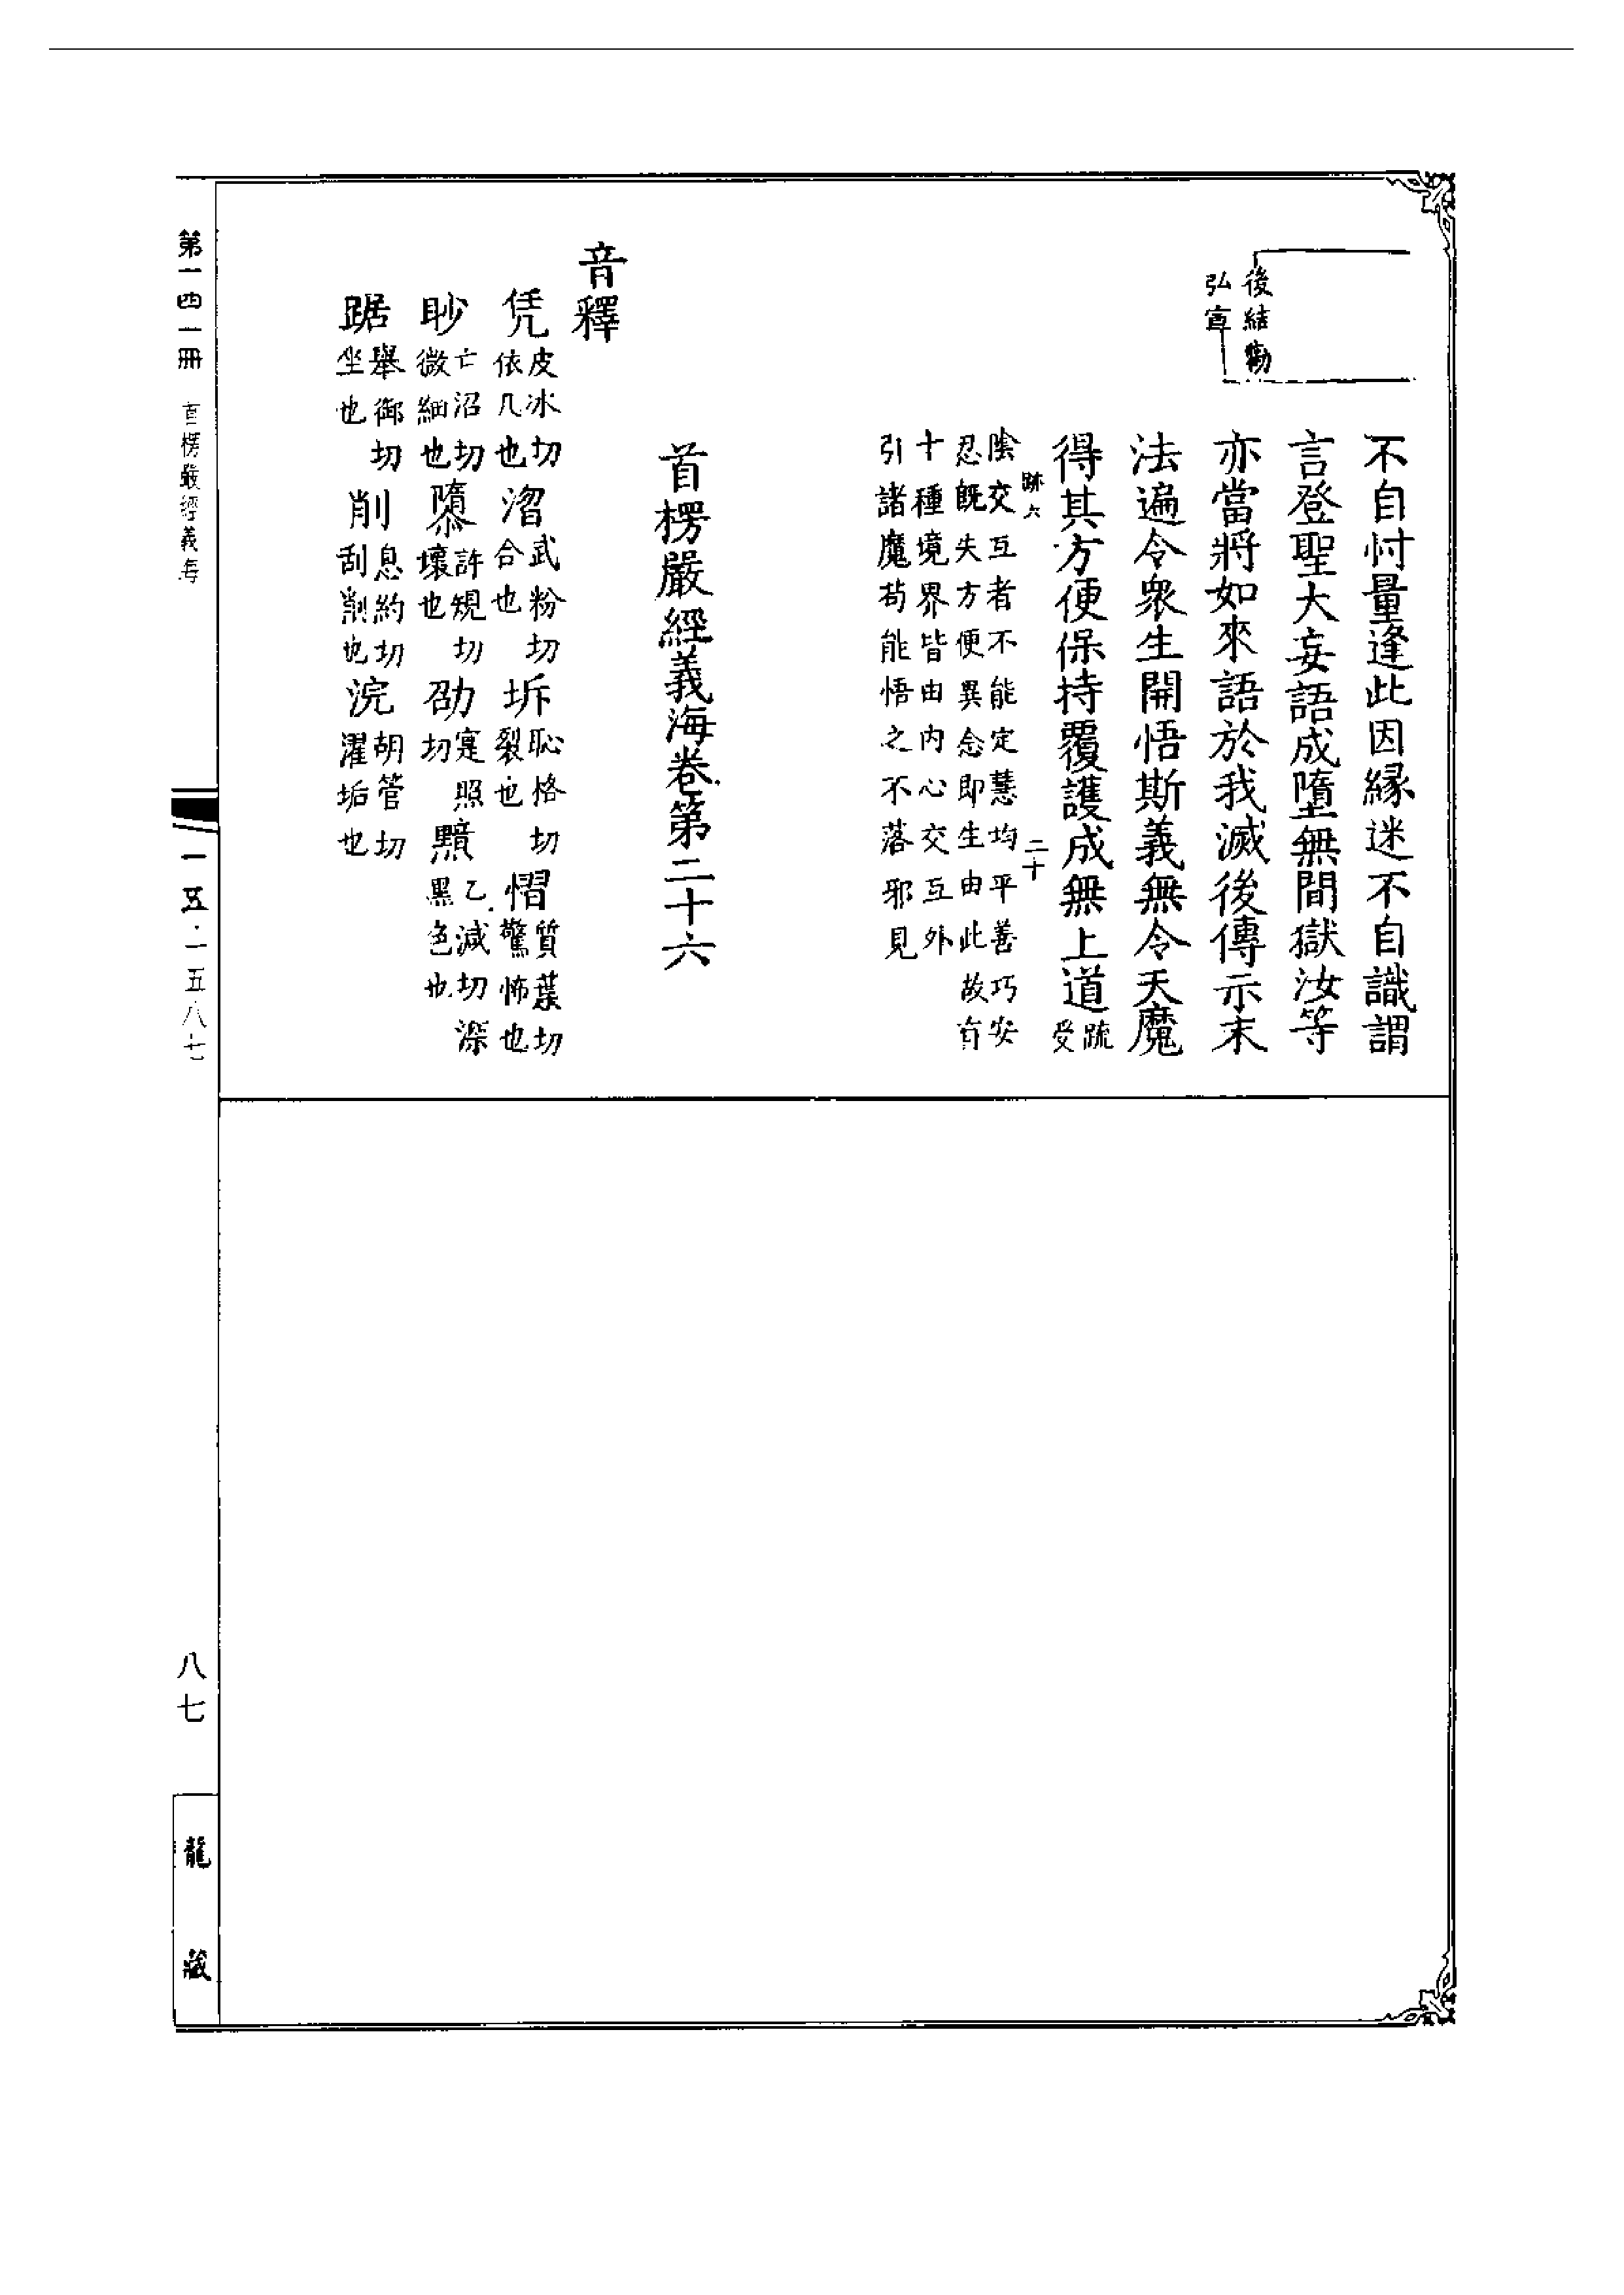 後結勸
弘宣
不自忖量逢此因緣迷不自識謂
言登聖大妄語成墮無間獄汝等
亦當將如來語於我滅後傳示末
法遍令衆生開悟斯義無令天魔
得其方便保持覆護成無上道疏受
跡六 二十
陰交互者不能定慧均平善巧安
忍既失方便異念即生由此故有
十種境界皆由内心交互外
引諸魔苟能悟之不落邪見
首楞嚴經義海卷第二十六
音釋
凭皮冰切依几也 㵮武粉切合也 坼恥格切裂也 慴質葉切驚怖也
眇亡沼切微緬也 隳許規切壞也 劭寔照切 黯乙減切深黑色也
踞舉御切坐也 削息約切刮削也 浣胡管切濯垢也
第一四一冊 首楞嚴經義海
一五·一五八七
八七
龍藏